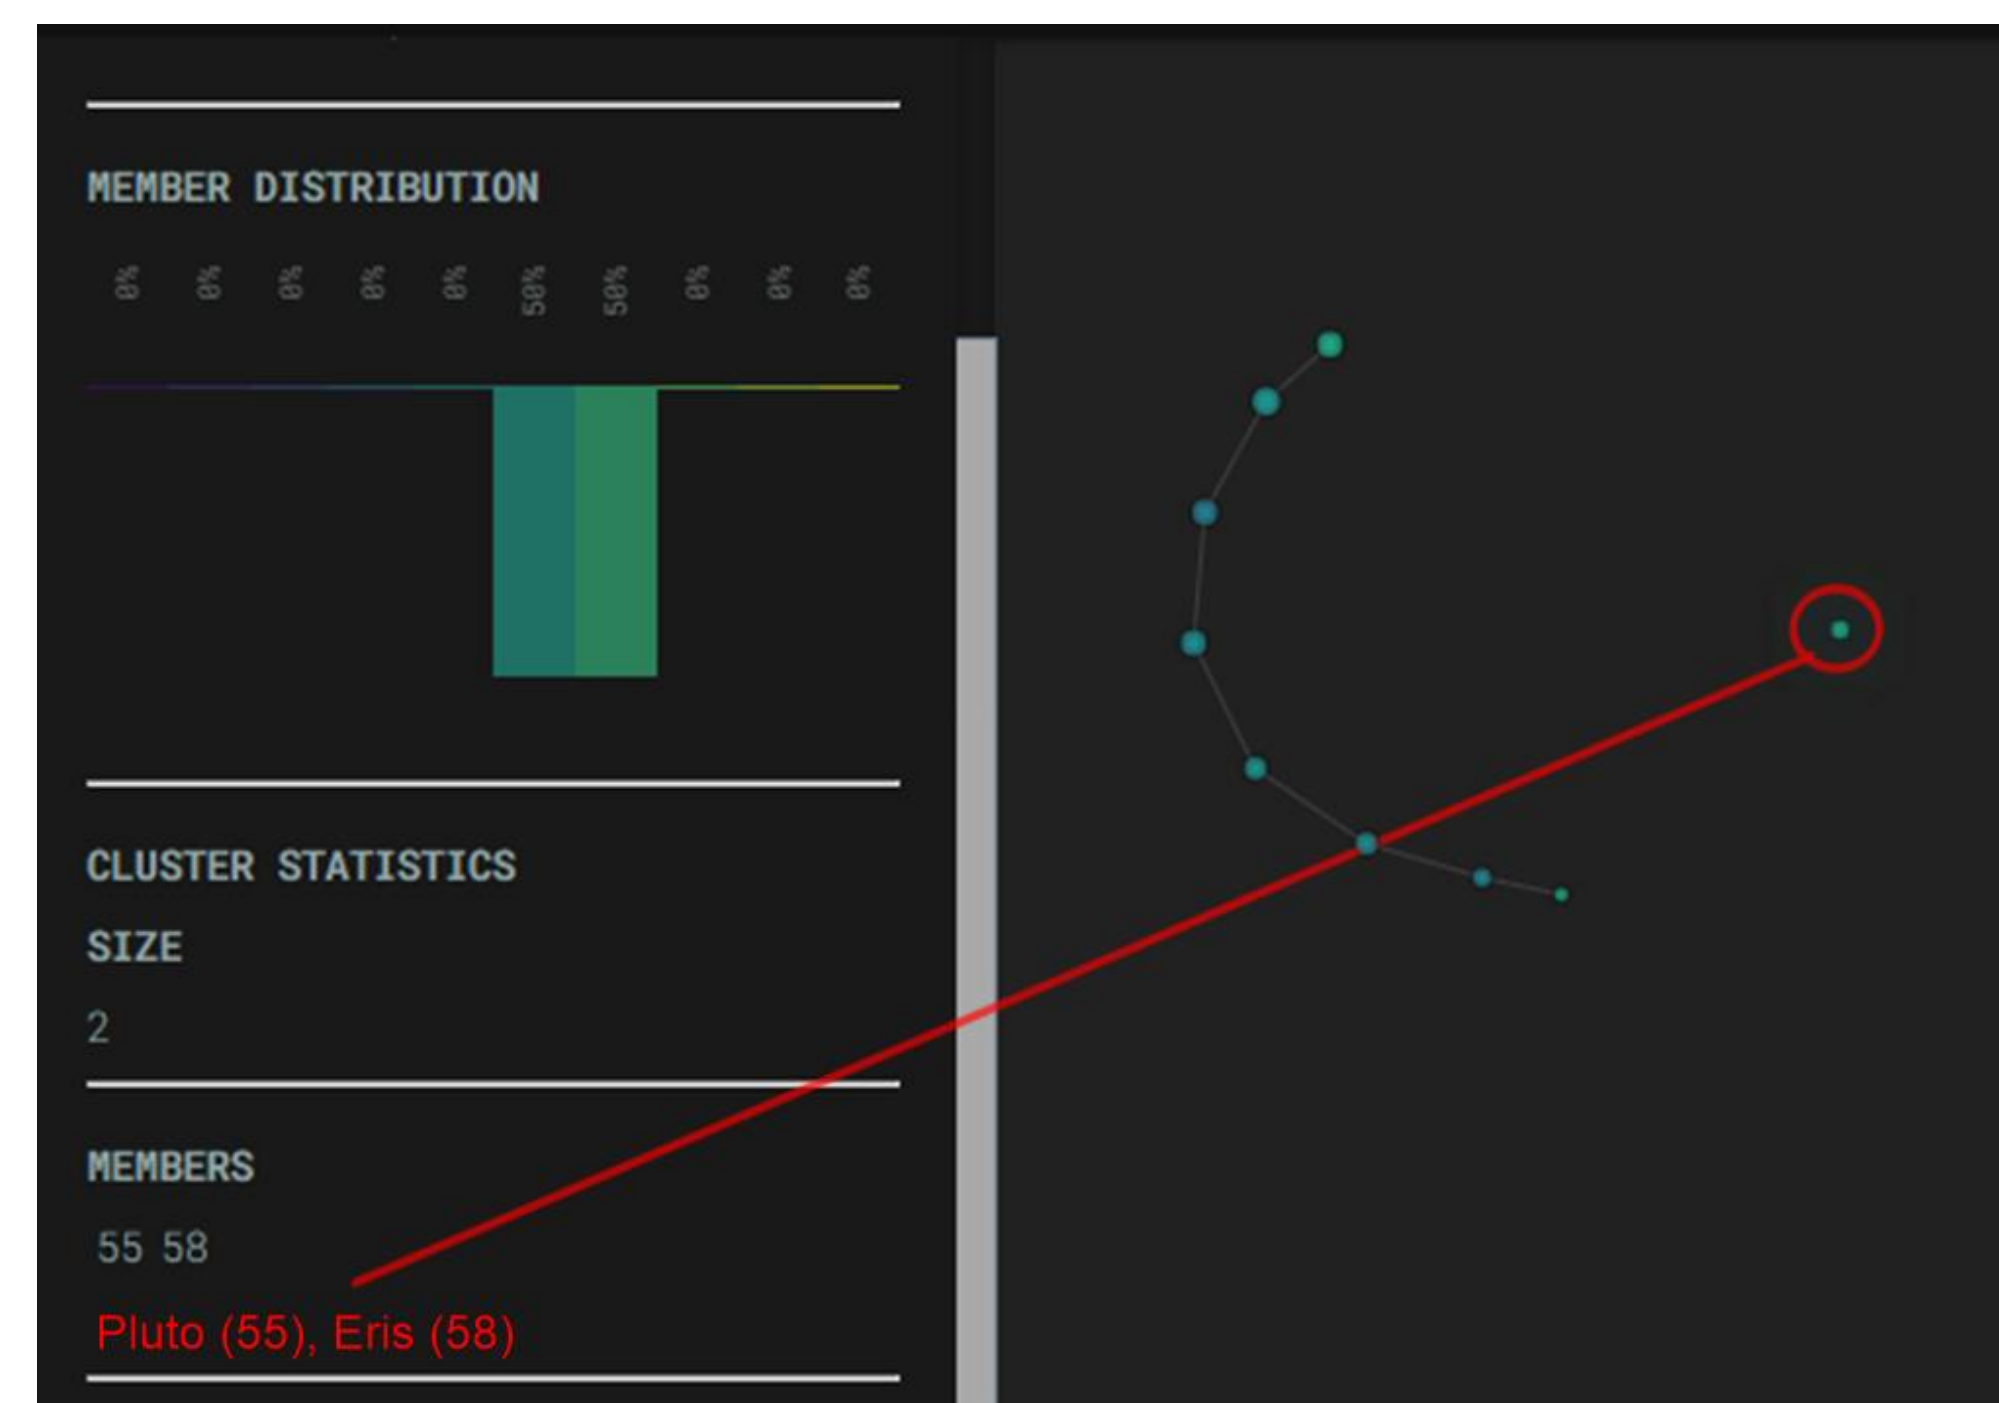 MEMBER DISTRIBUTION
0% 0% 0% 0% 0% 50% 50% 0% 0% 0%
CLUSTER STATISTICS
SIZE
2
MEMBERS
55 58
Pluto (55), Eris (58)